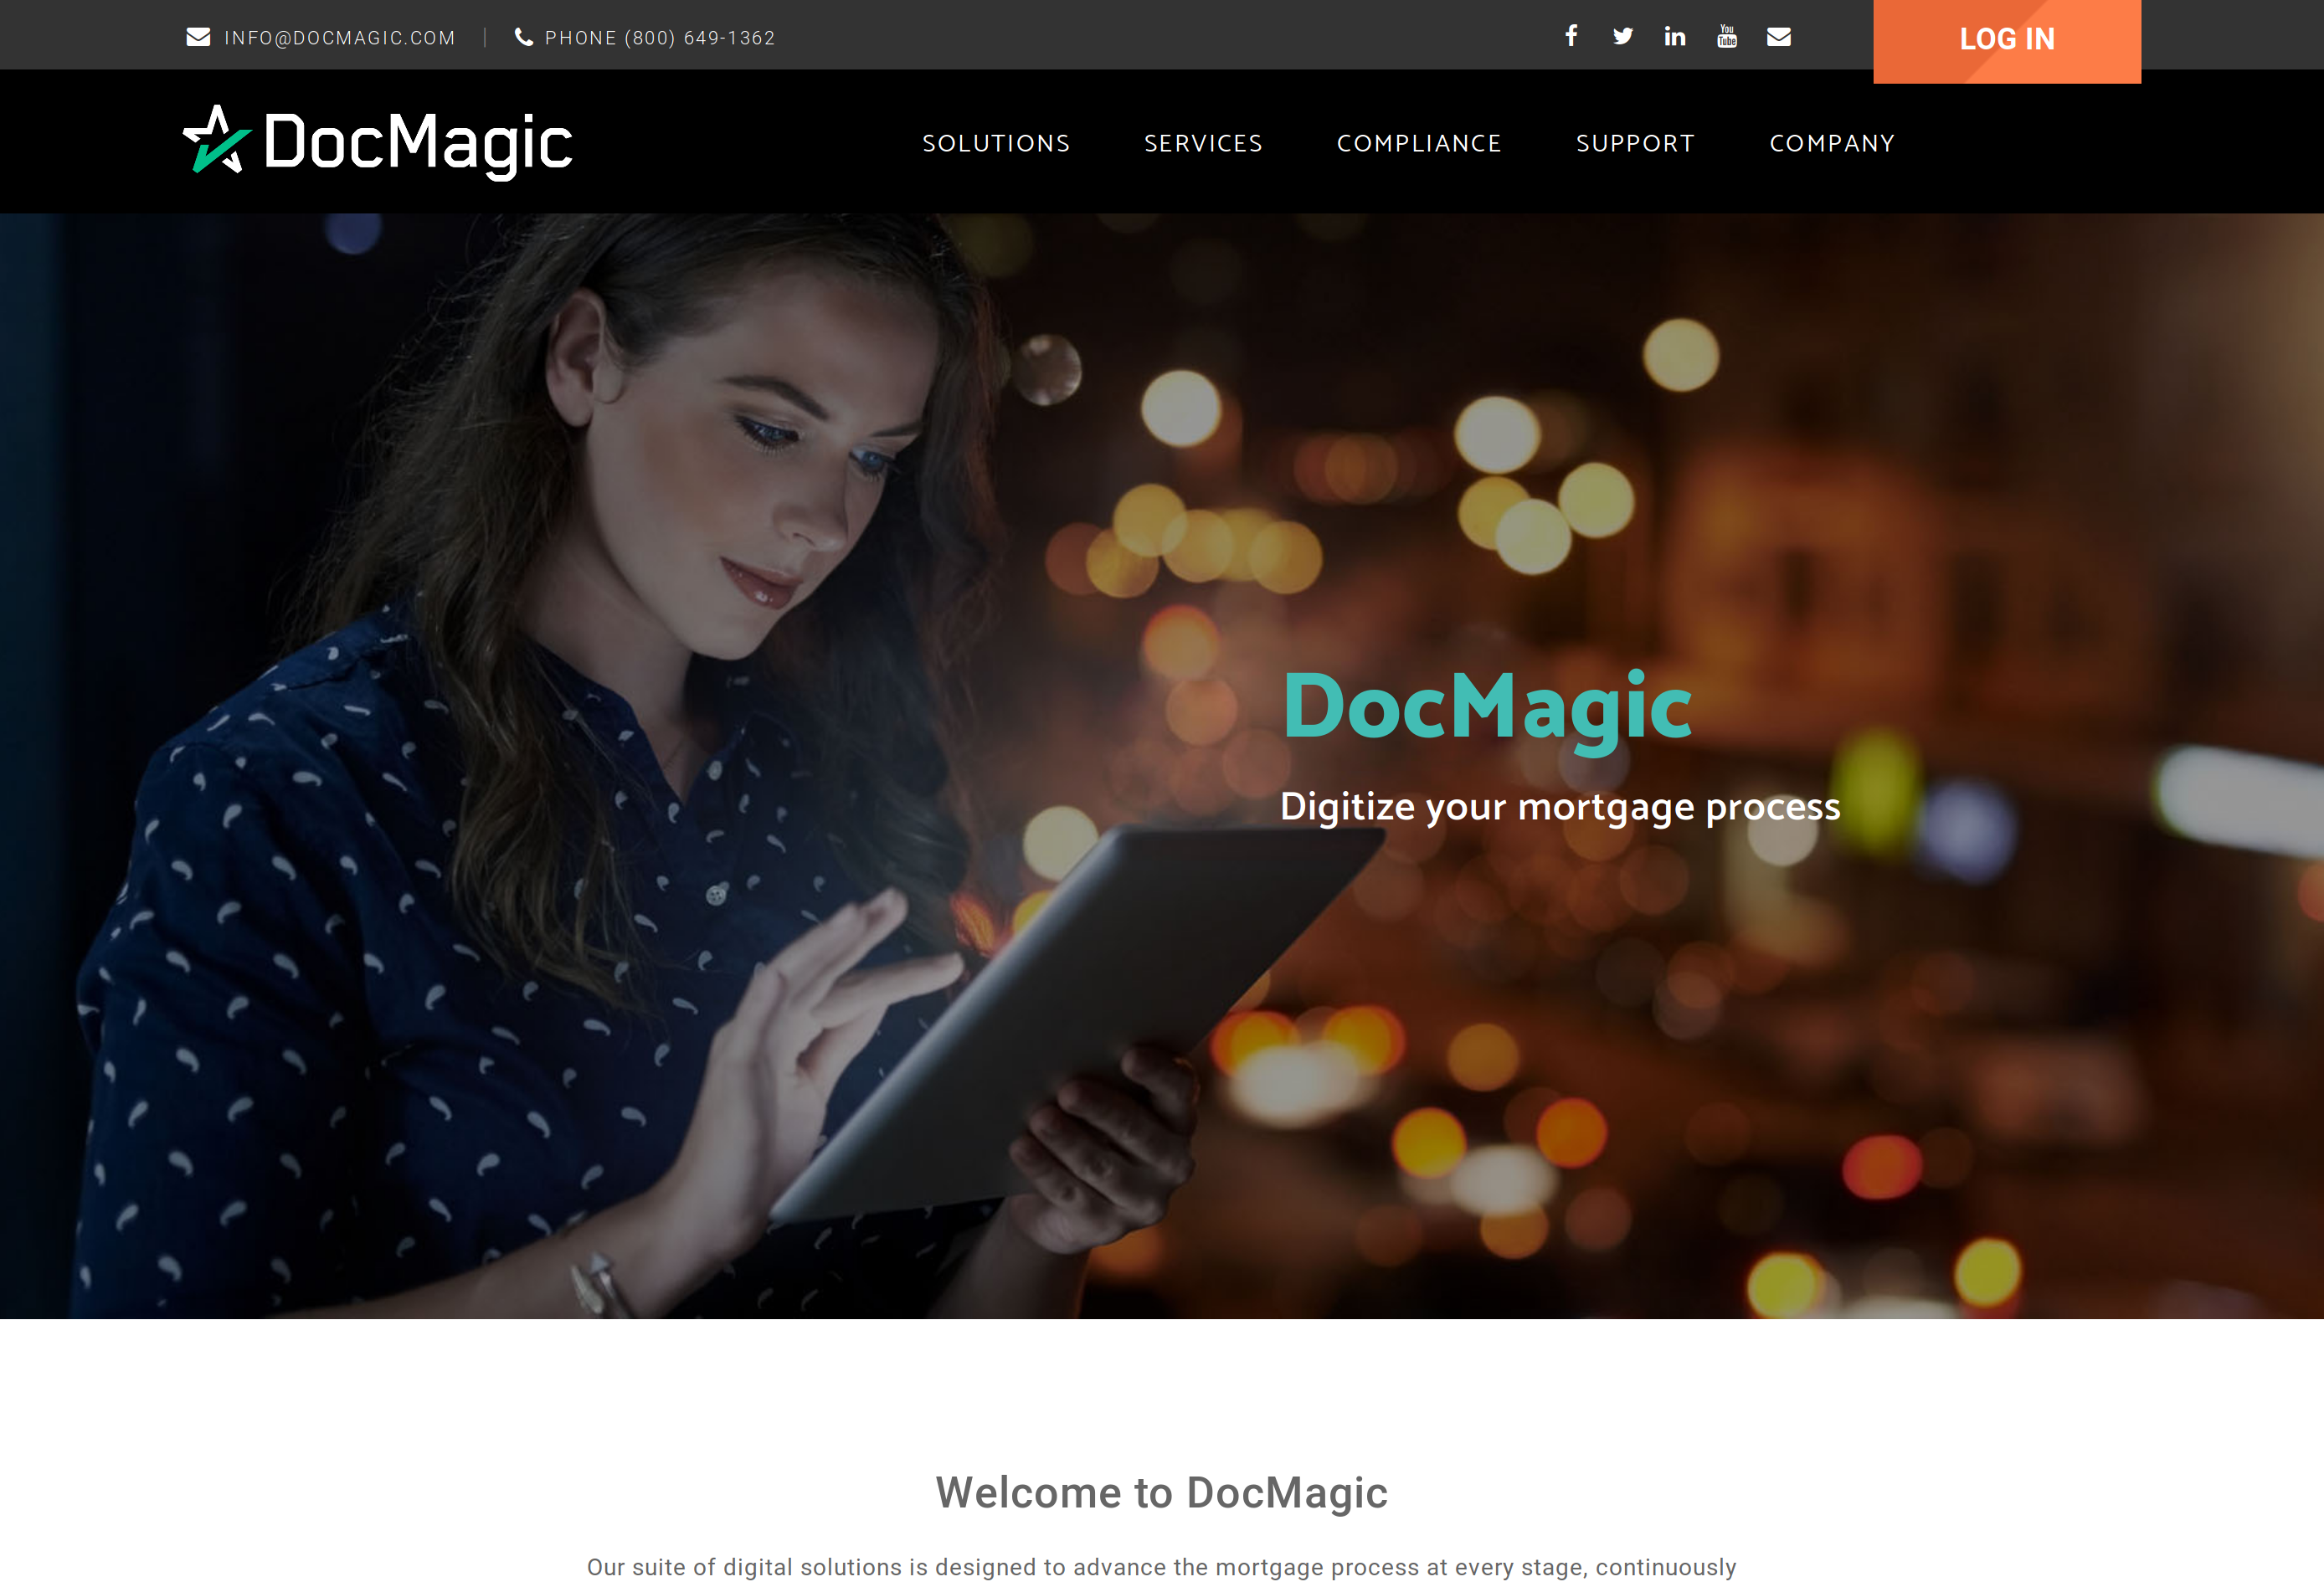 INFO@DOCMAGIC.COM | PHONE (800) 649-1362
You Tube
LOG IN
DocMagic
SOLUTIONS SERVICES COMPLIANCE SUPPORT COMPANY
DocMagic
Digitize your mortgage process
Welcome to DocMagic
Our suite of digital solutions is designed to advance the mortgage process at every stage, continuously